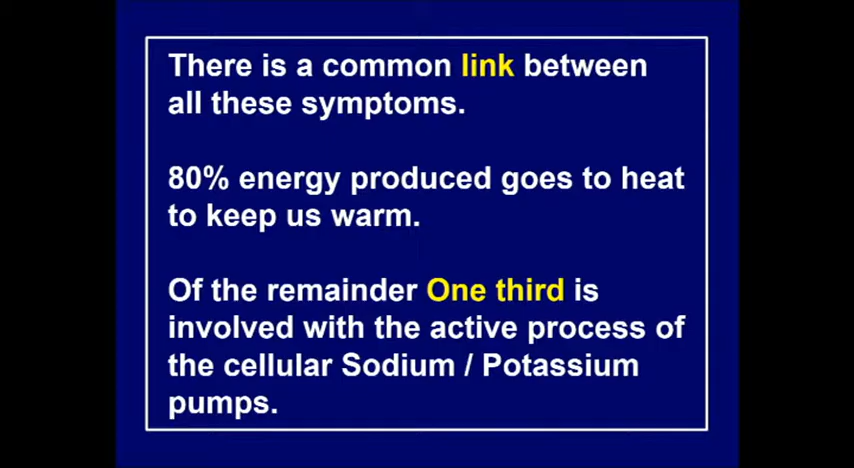 There is a common link between
all these symptoms.
80% energy produced goes to heat
to keep us warm.
Of the remainder One third is
involved with the active process of
the cellular Sodium / Potassium
pumps.